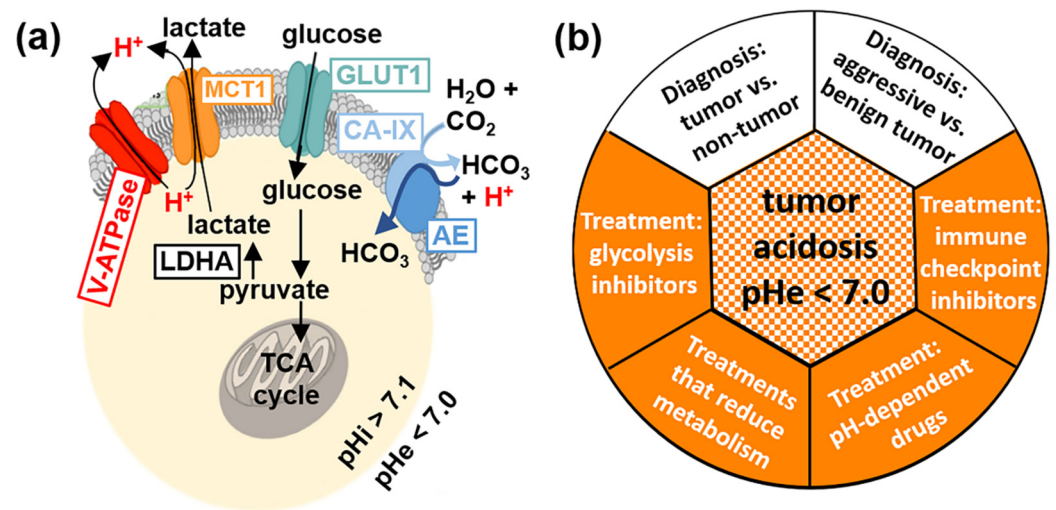 (a)
lactate
H+
glucose
MCT1
GLUT1
H2O +
CO2
CA-IX
HCO3
+ H+
V-ATPase
H+
glucose
lactate
AE
HCO3
LDHA
pyruvate
TCA
cycle
pHi > 7.1
pHe < 7.0
(b)
Diagnosis:
tumor vs.
non-tumor
Diagnosis:
aggressive vs.
benign tumor
Treatment:
glycolysis
inhibitors
tumor
acidosis
pHe < 7.0
Treatment:
immune
checkpoint
inhibitors
Treatments
that reduce
metabolism
Treatment:
pH-dependent
drugs